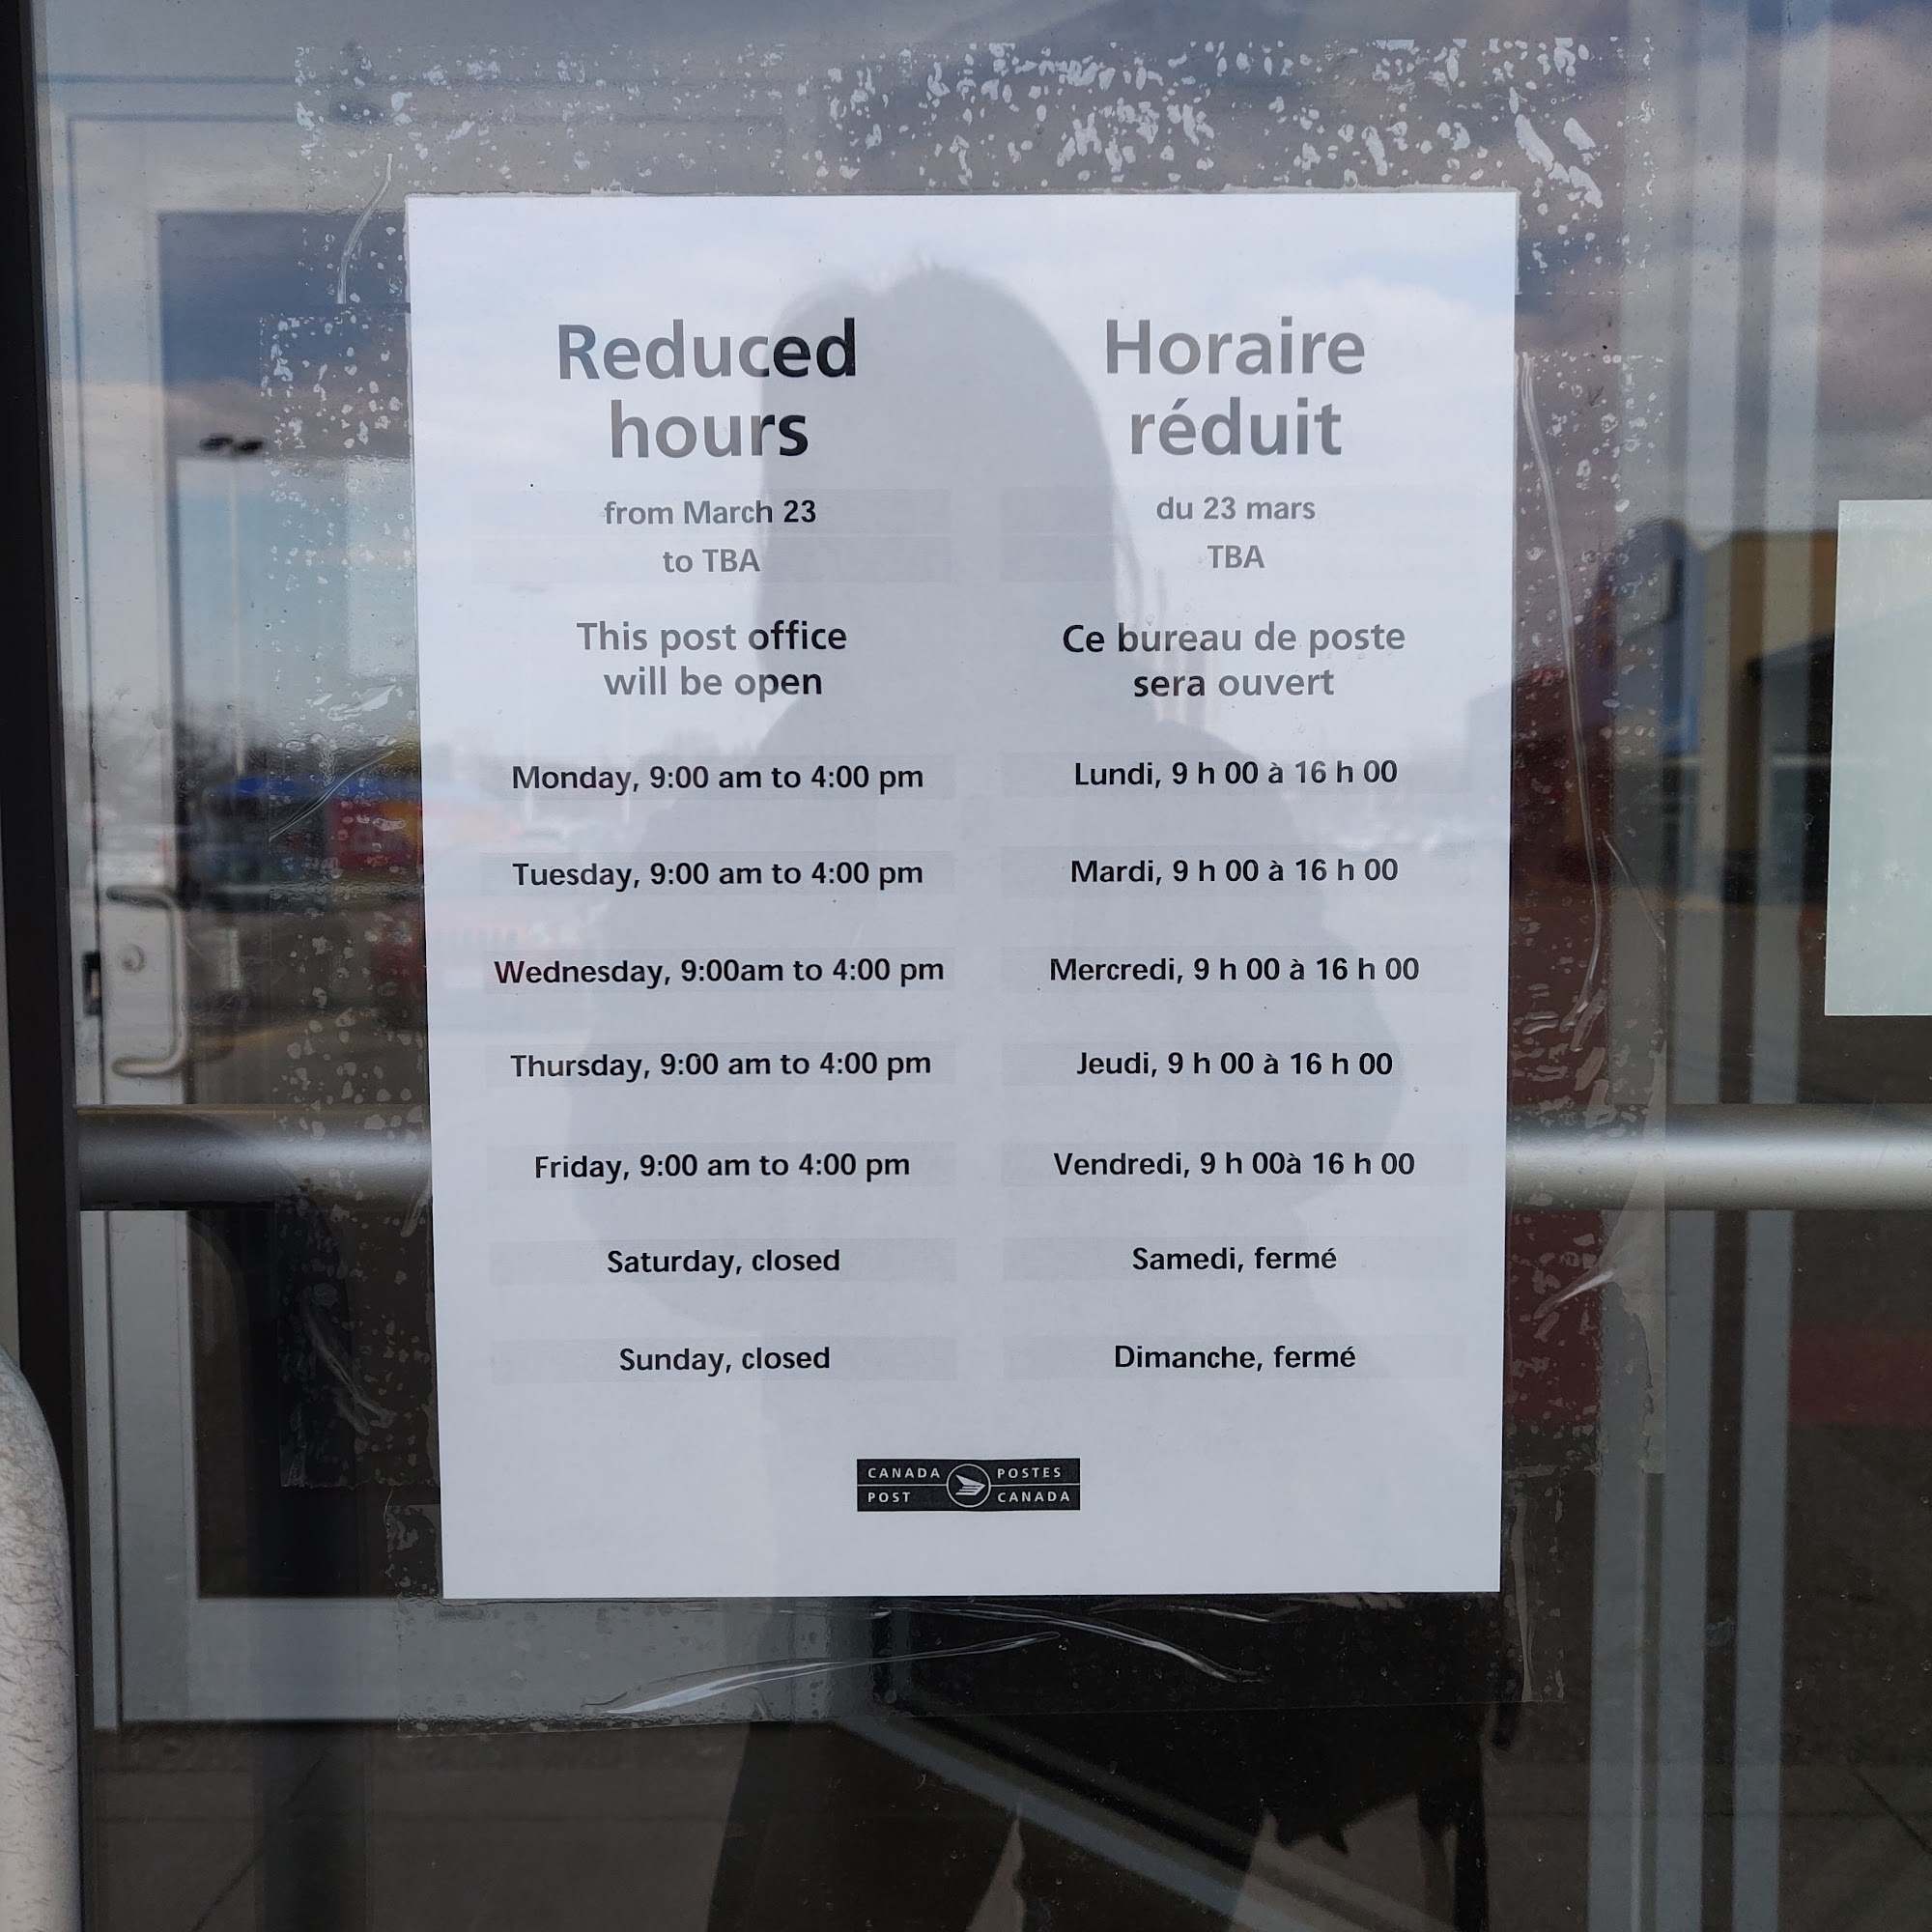 Reduced
hours
from March 23
to TBA
This post office
will be open
Monday, 9:00 am to 4:00 pm
Tuesday, 9:00 am to 4:00 pm
Wednesday, 9:00am to 4:00 pm
Thursday, 9:00 am to 4:00 pm
Friday, 9:00 am to 4:00 pm
Saturday, closed
Sunday, closed
Horaire
réduit
du 23 mars
TBA
Ce bureau de poste
sera ouvert
Lundi, 9 h 00 à 16 h 00
Mardi, 9 h 00 à 16 h 00
Mercredi, 9 h 00 à 16 h 00
Jeudi, 9 h 00 à 16 h 00
Vendredi, 9 h 00à 16 h 00
Samedi, fermé
Dimanche, fermé
CANADA
POST
POSTES
CANADA